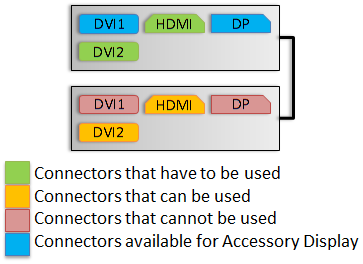 DVI1 HDMI DP
DVI2
DVI1 HDMI DP
DVI2
Connectors that have to be used
Connectors that can be used
Connectors that cannot be used
Connectors available for Accessory Display